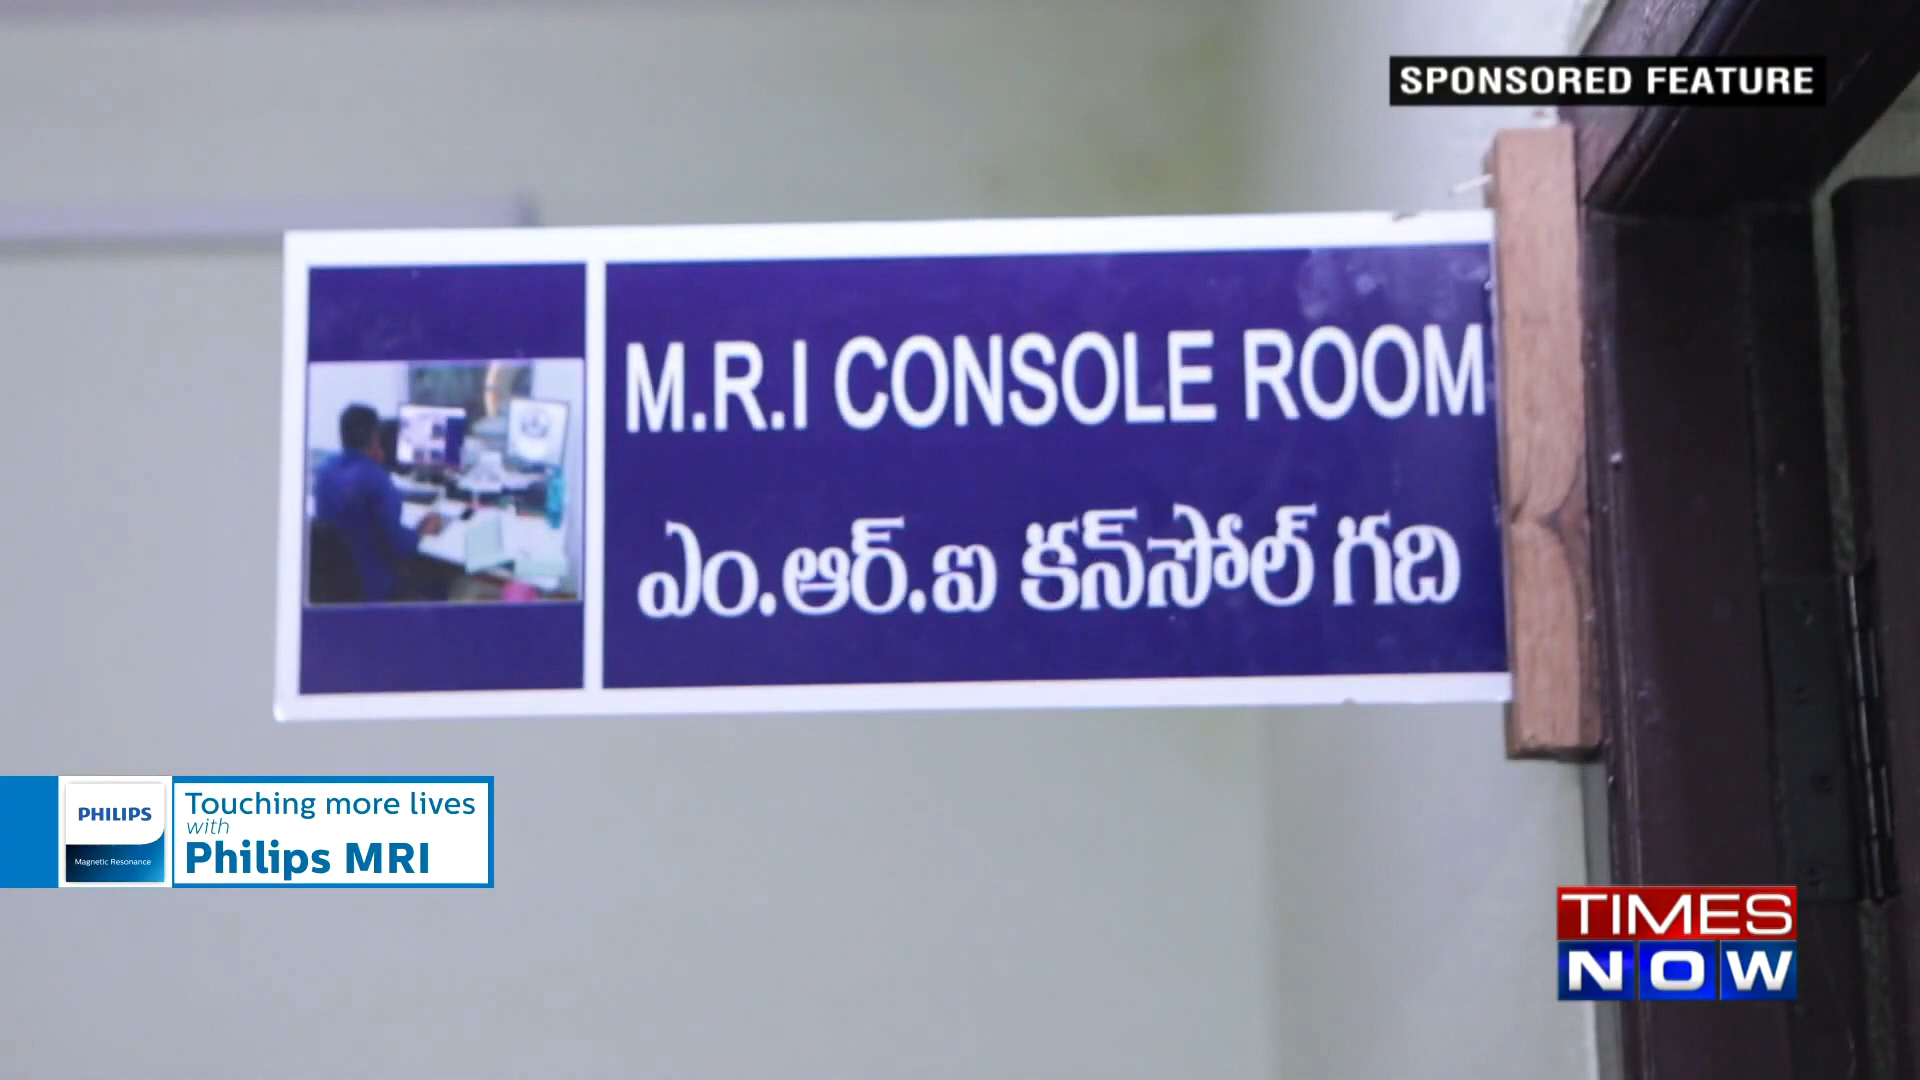 SPONSORED FEATURE
M.R.I CONSOLE ROOM
ఎం.ఆర్.ఐ కన్‌సోల్ గది
PHILIPS
Magnetic Resonance
Touching more lives
with
Philips MRI
TIMES
NOW